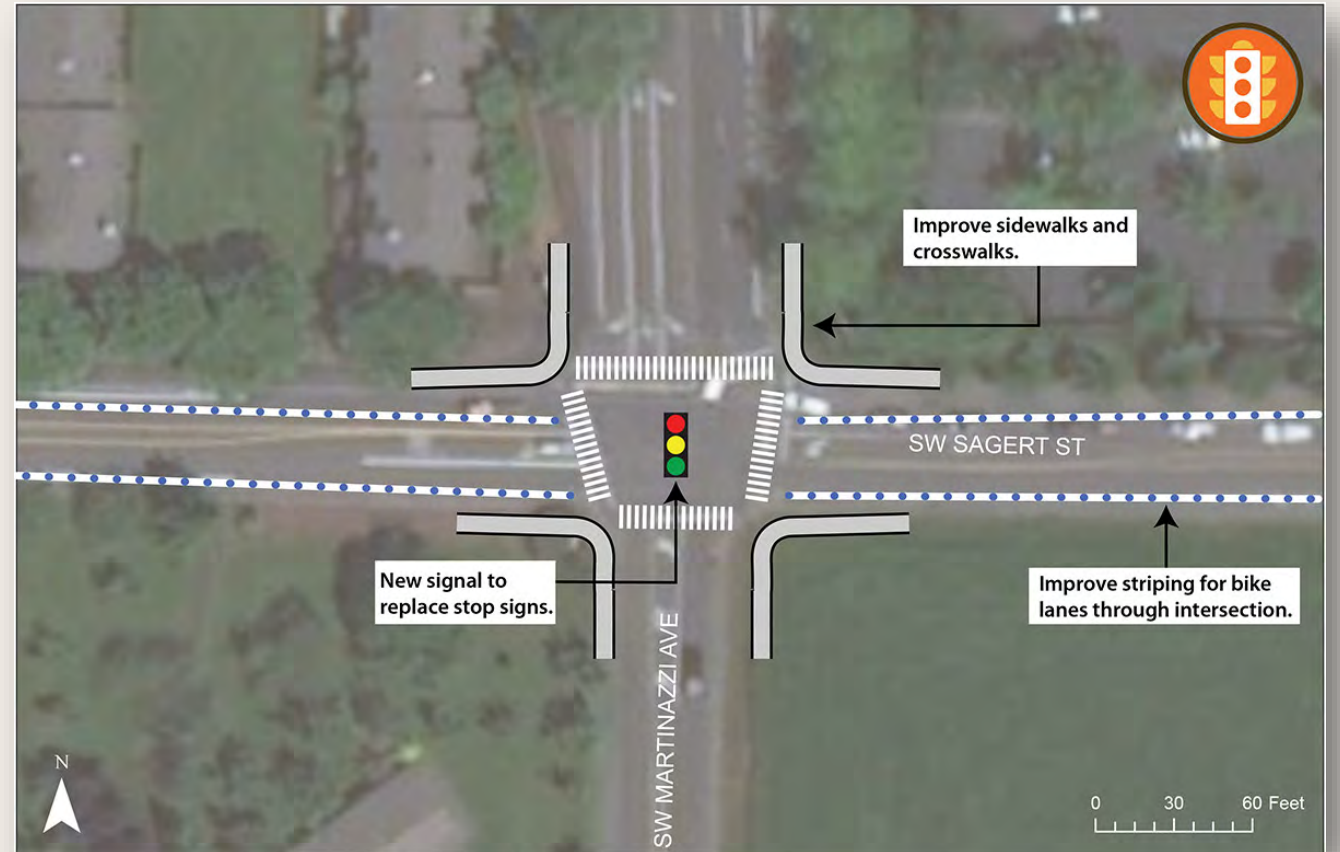 Improve sidewalks and
crosswalks.
SW SAGERT ST
New signal to
replace stop signs.
Improve striping for bike
lanes through intersection.
SW MARTINAZZI AVE
N
0 30 60 Feet